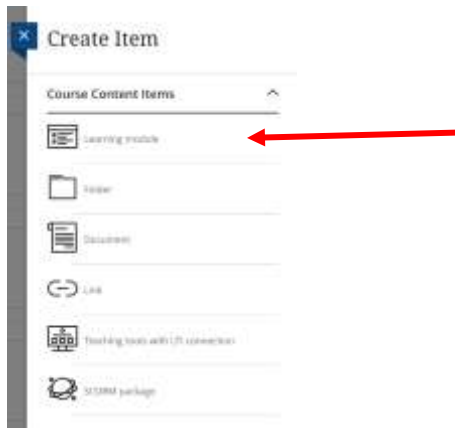 Create Item
Course Content Items
Learning module
Folder
Document
Link
Teaching tools with LTI connection
SCORM package